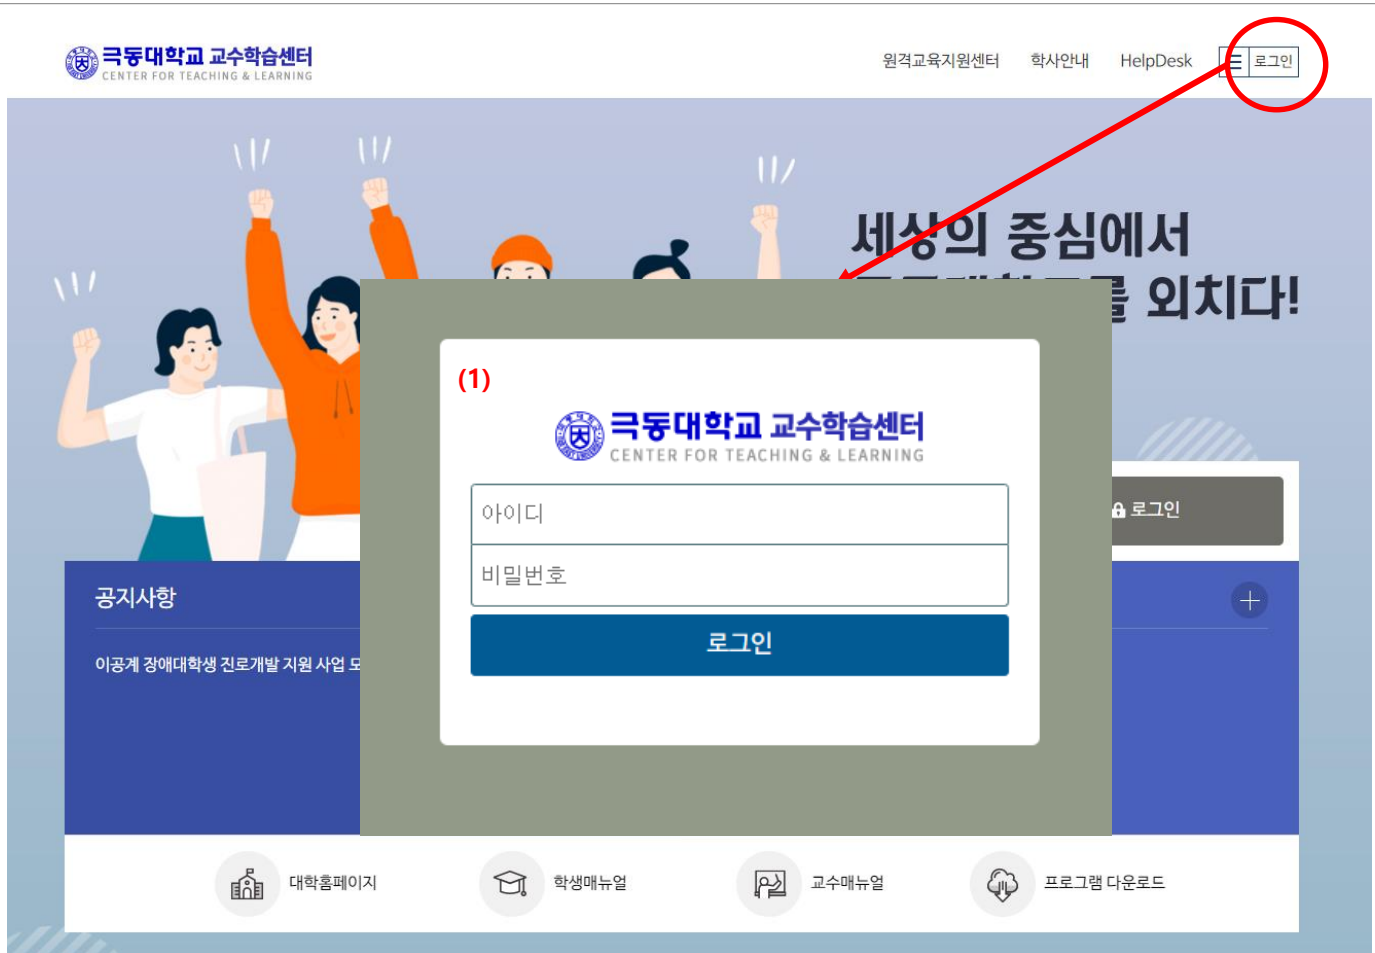 극동대학교 교수학습센터
CENTER FOR TEACHING & LEARNING
원격교육지원센터 학사안내 HelpDesk 로그인
세상의 중심에서
를 외치다!
(1)
극동대학교 교수학습센터
CENTER FOR TEACHING & LEARNING
아이디
비밀번호
로그인
로그인
공지사항
이공계 장애대학생 진로개발 지원 사업 모
대학홈페이지 학생매뉴얼 교수매뉴얼 프로그램 다운로드